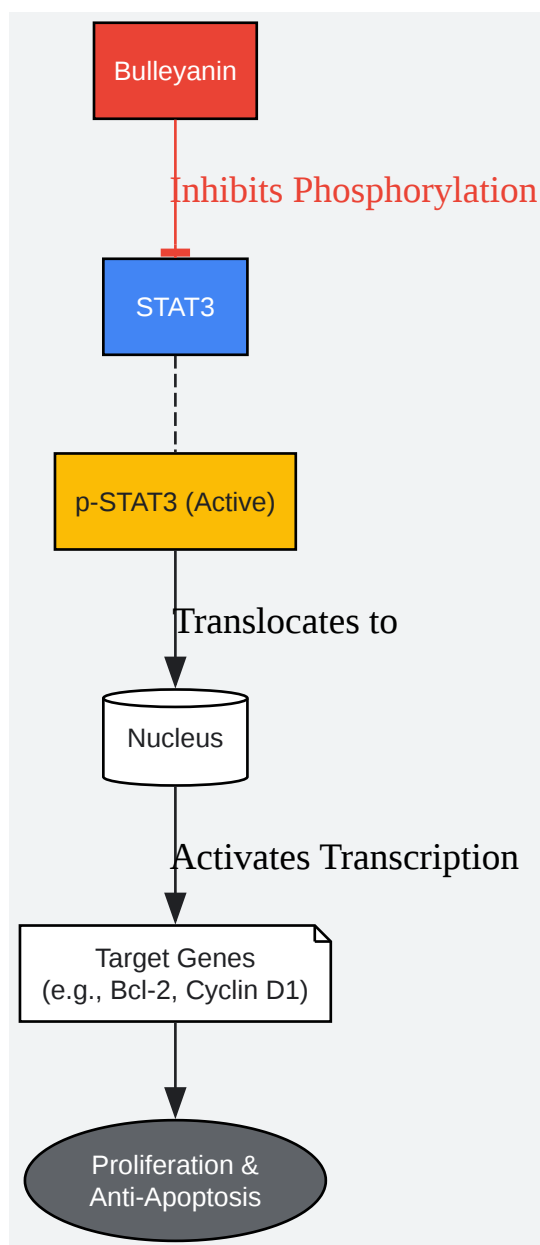 Bulleyanin
Inhibits Phosphorylation
STAT3
p-STAT3 (Active)
Translocates to
Nucleus
Activates Transcription
Target Genes
(e.g., Bcl-2, Cyclin D1)
Proliferation &
Anti-Apoptosis